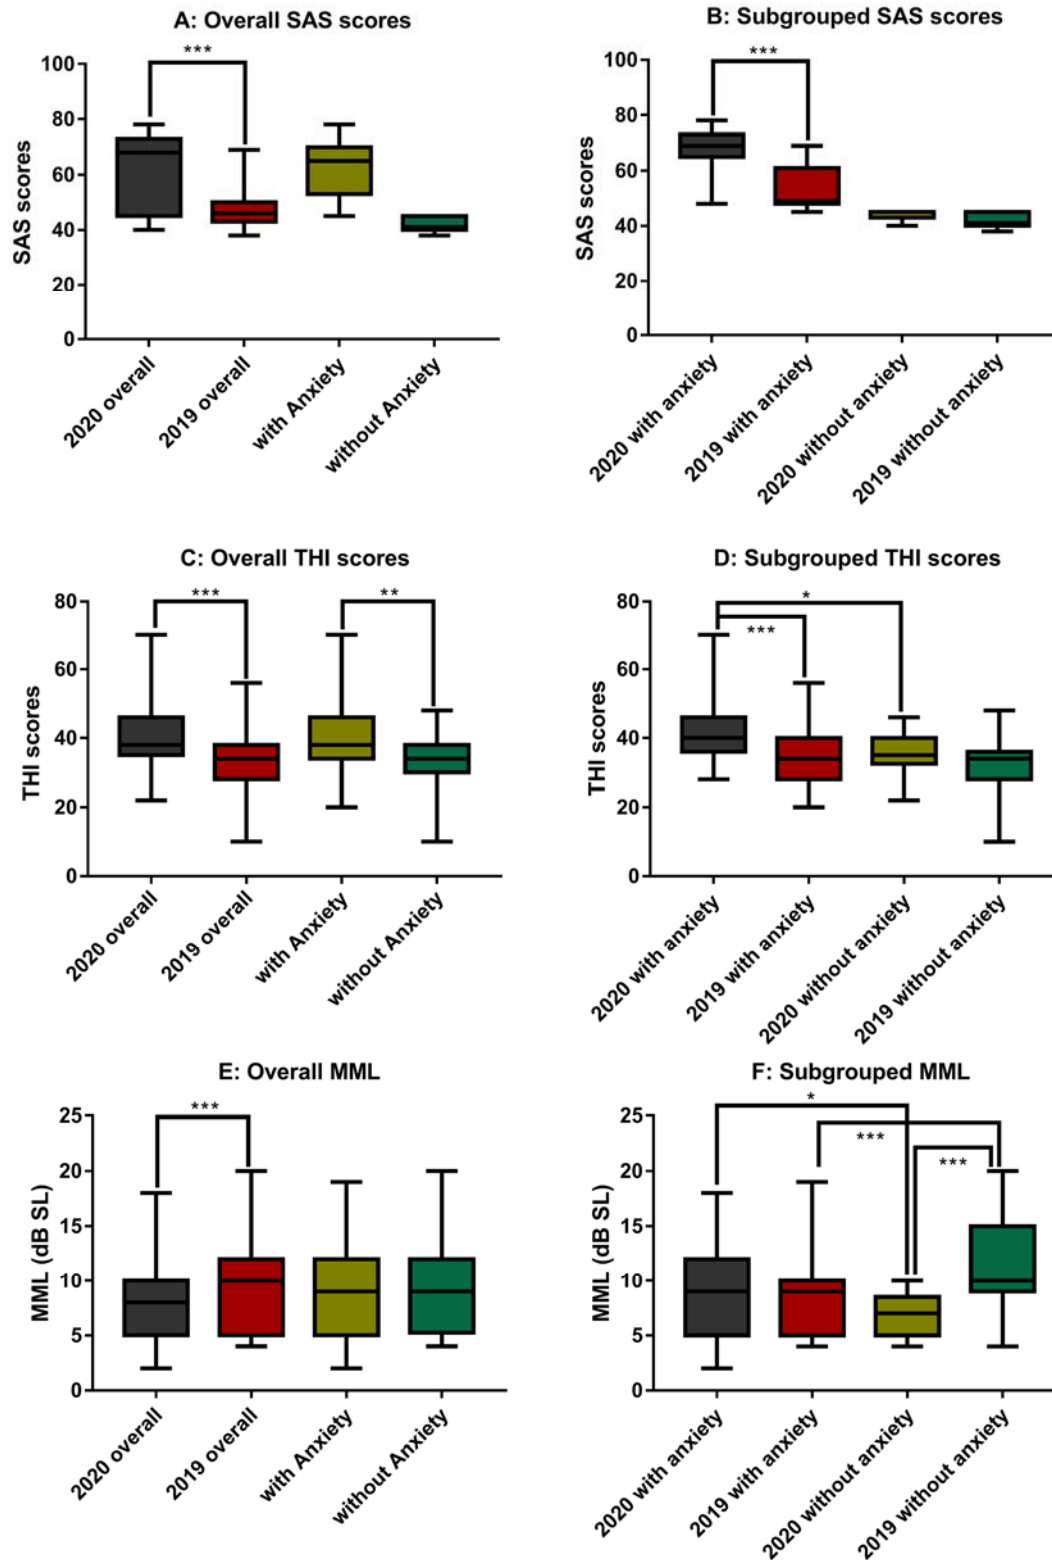 A: Overall SAS scores
***
SAS scores
100
80
60
40
20
0
2020 overall
2019 overall
with Anxiety
without Anxiety
B: Subgrouped SAS scores
***
SAS scores
100
80
60
40
20
0
2020 with anxiety
2019 with anxiety
2020 without anxiety
2019 without anxiety
C: Overall THI scores
***
**
THI scores
80
60
40
20
0
2020 overall
2019 overall
with Anxiety
without Anxiety
D: Subgrouped THI scores
*
***
THI scores
80
60
40
20
0
2020 with anxiety
2019 with anxiety
2020 without anxiety
2019 without anxiety
E: Overall MML
***
MML (dB SL)
25
20
15
10
5
0
2020 overall
2019 overall
with Anxiety
without Anxiety
F: Subgrouped MML
*
***
***
MML (dB SL)
25
20
15
10
5
0
2020 with anxiety
2019 with anxiety
2020 without anxiety
2019 without anxiety